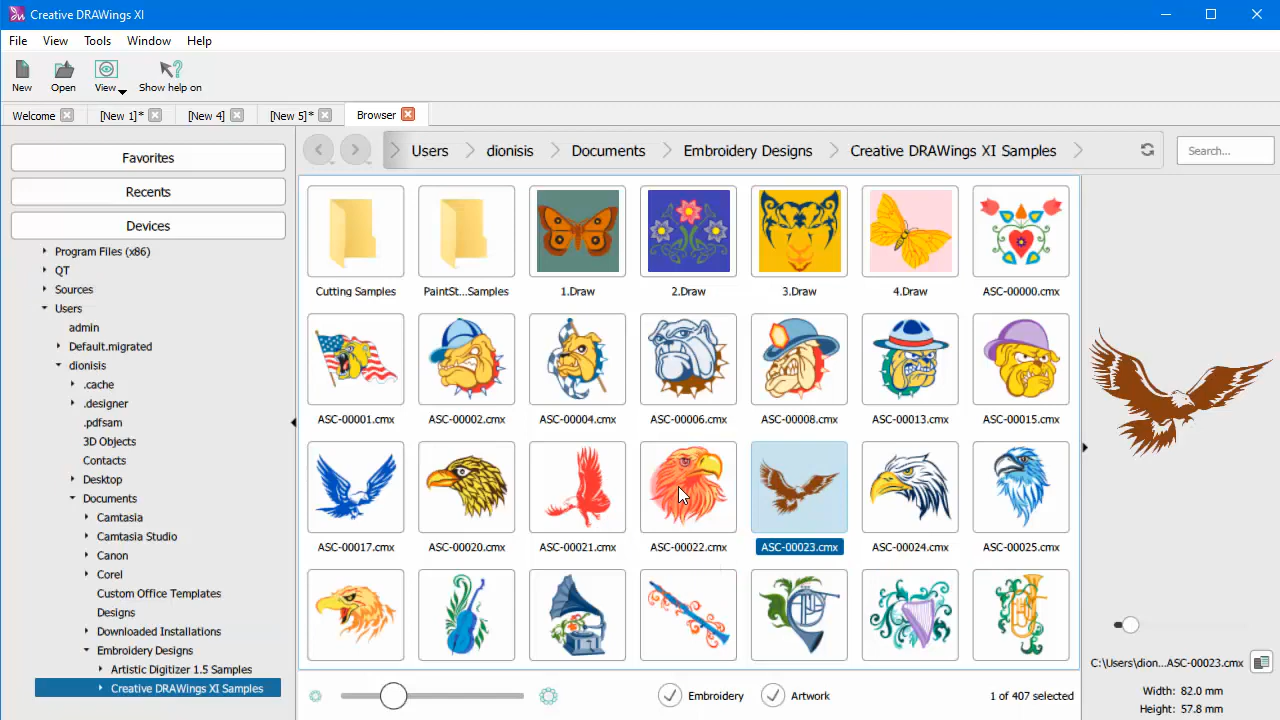 Creative DRAWings XI
File View Tools Window Help
New Open View Show help on
Welcome [New 1]* [New 4] [New 5]* Browser
Favorites
Recents
Devices
Program Files (x86)
QT
Sources
Users
admin
Default.migrated
dionisis
.cache
.designer
.pdfsam
3D Objects
Contacts
Desktop
Documents
Camtasia
Camtasia Studio
Canon
Corel
Custom Office Templates
Designs
Downloaded Installations
Embroidery Designs
Artistic Digitizer 1.5 Samples
Creative DRAWings XI Samples
Users dionisis Documents Embroidery Designs Creative DRAWings XI Samples
Search...
Cutting Samples PaintSt...Samples 1.Draw 2.Draw 3.Draw 4.Draw ASC-00000.cmx
ASC-00001.cmx ASC-00002.cmx ASC-00004.cmx ASC-00006.cmx ASC-00008.cmx ASC-00013.cmx ASC-00015.cmx
ASC-00017.cmx ASC-00020.cmx ASC-00021.cmx ASC-00022.cmx ASC-00023.cmx ASC-00024.cmx ASC-00025.cmx
Embroidery Artwork 1 of 407 selected
C:\Users\dion...ASC-00023.cmx
Width: 82.0 mm
Height: 57.8 mm